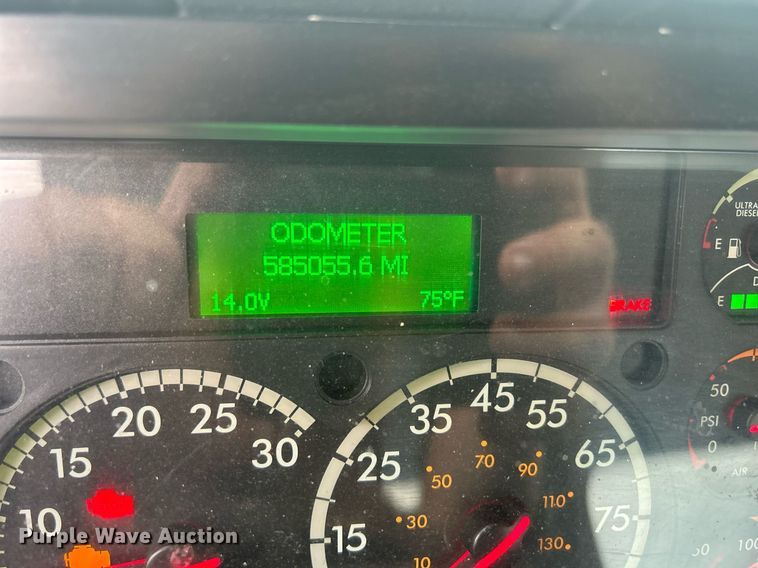 ODOMETER
585055.6 MI
14.0V 75°F
BRAKE
ULTRA
DIESEL
E
E
50
PSI
0
AIR
10
15
20
25
30
15
25
35
45
55
65
75
10
30
50
70
90
110
130
100
Purple Wave Auction